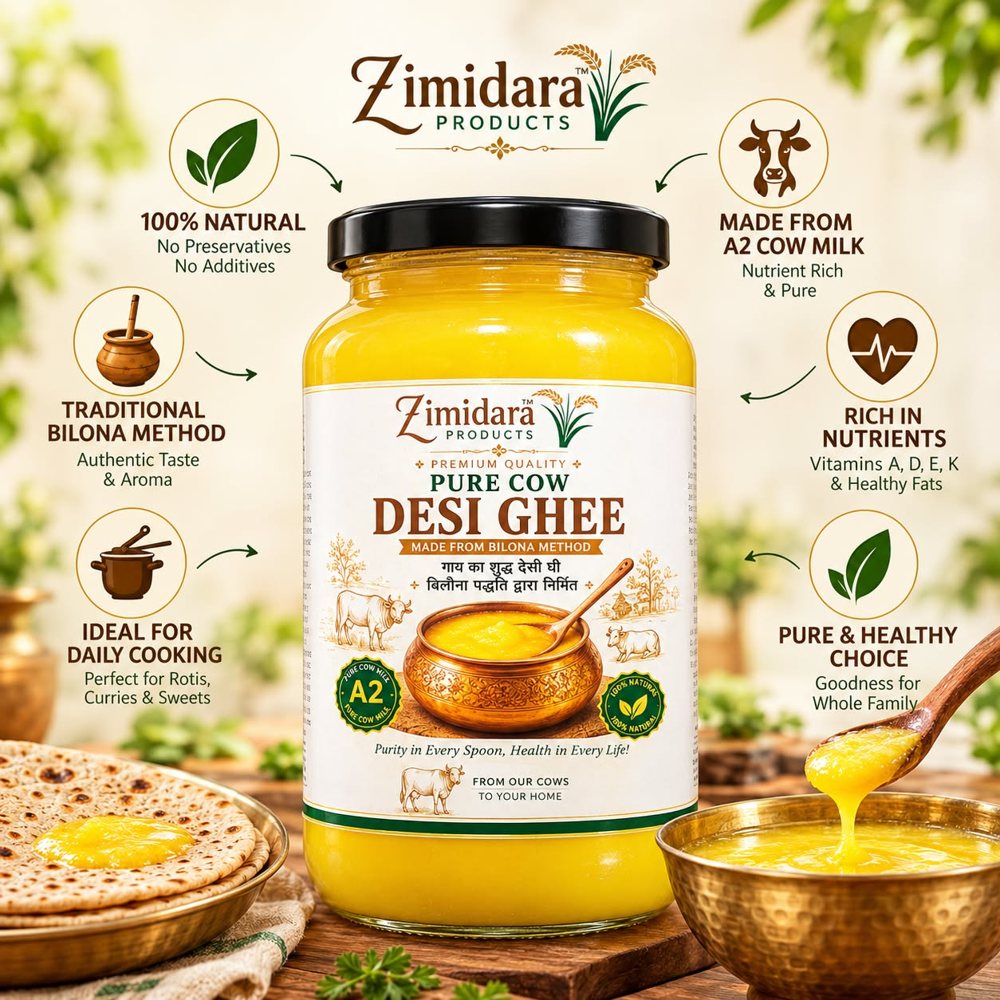 Zimidara™
PRODUCTS
100% NATURAL
No Preservatives
No Additives
MADE FROM
A2 COW MILK
Nutrient Rich
& Pure
TRADITIONAL
BILONA METHOD
Authentic Taste
& Aroma
RICH IN
NUTRIENTS
Vitamins A, D, E, K
& Healthy Fats
IDEAL FOR
DAILY COOKING
Perfect for Rotis,
Curries & Sweets
PURE & HEALTHY
CHOICE
Goodness for
Whole Family
Zimidara™
PRODUCTS
PREMIUM QUALITY
PURE COW
DESI GHEE
MADE FROM BILONA METHOD
गाय का शुद्ध देसी घी
बिलीना पद्धति द्वारा निर्मित
PURE COW MILK
A2
PURE COW MILK
100% NATURAL
100% NATURAL
Purity in Every Spoon, Health in Every Life!
FROM OUR COWS
TO YOUR HOME